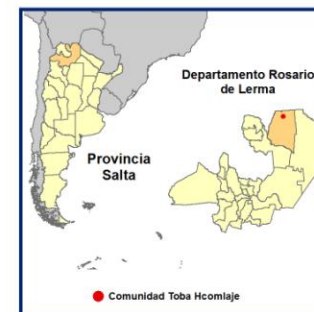 Departamento Rosario
de Lerma
Provincia
Salta
Comunidad Toba Hcomlaje